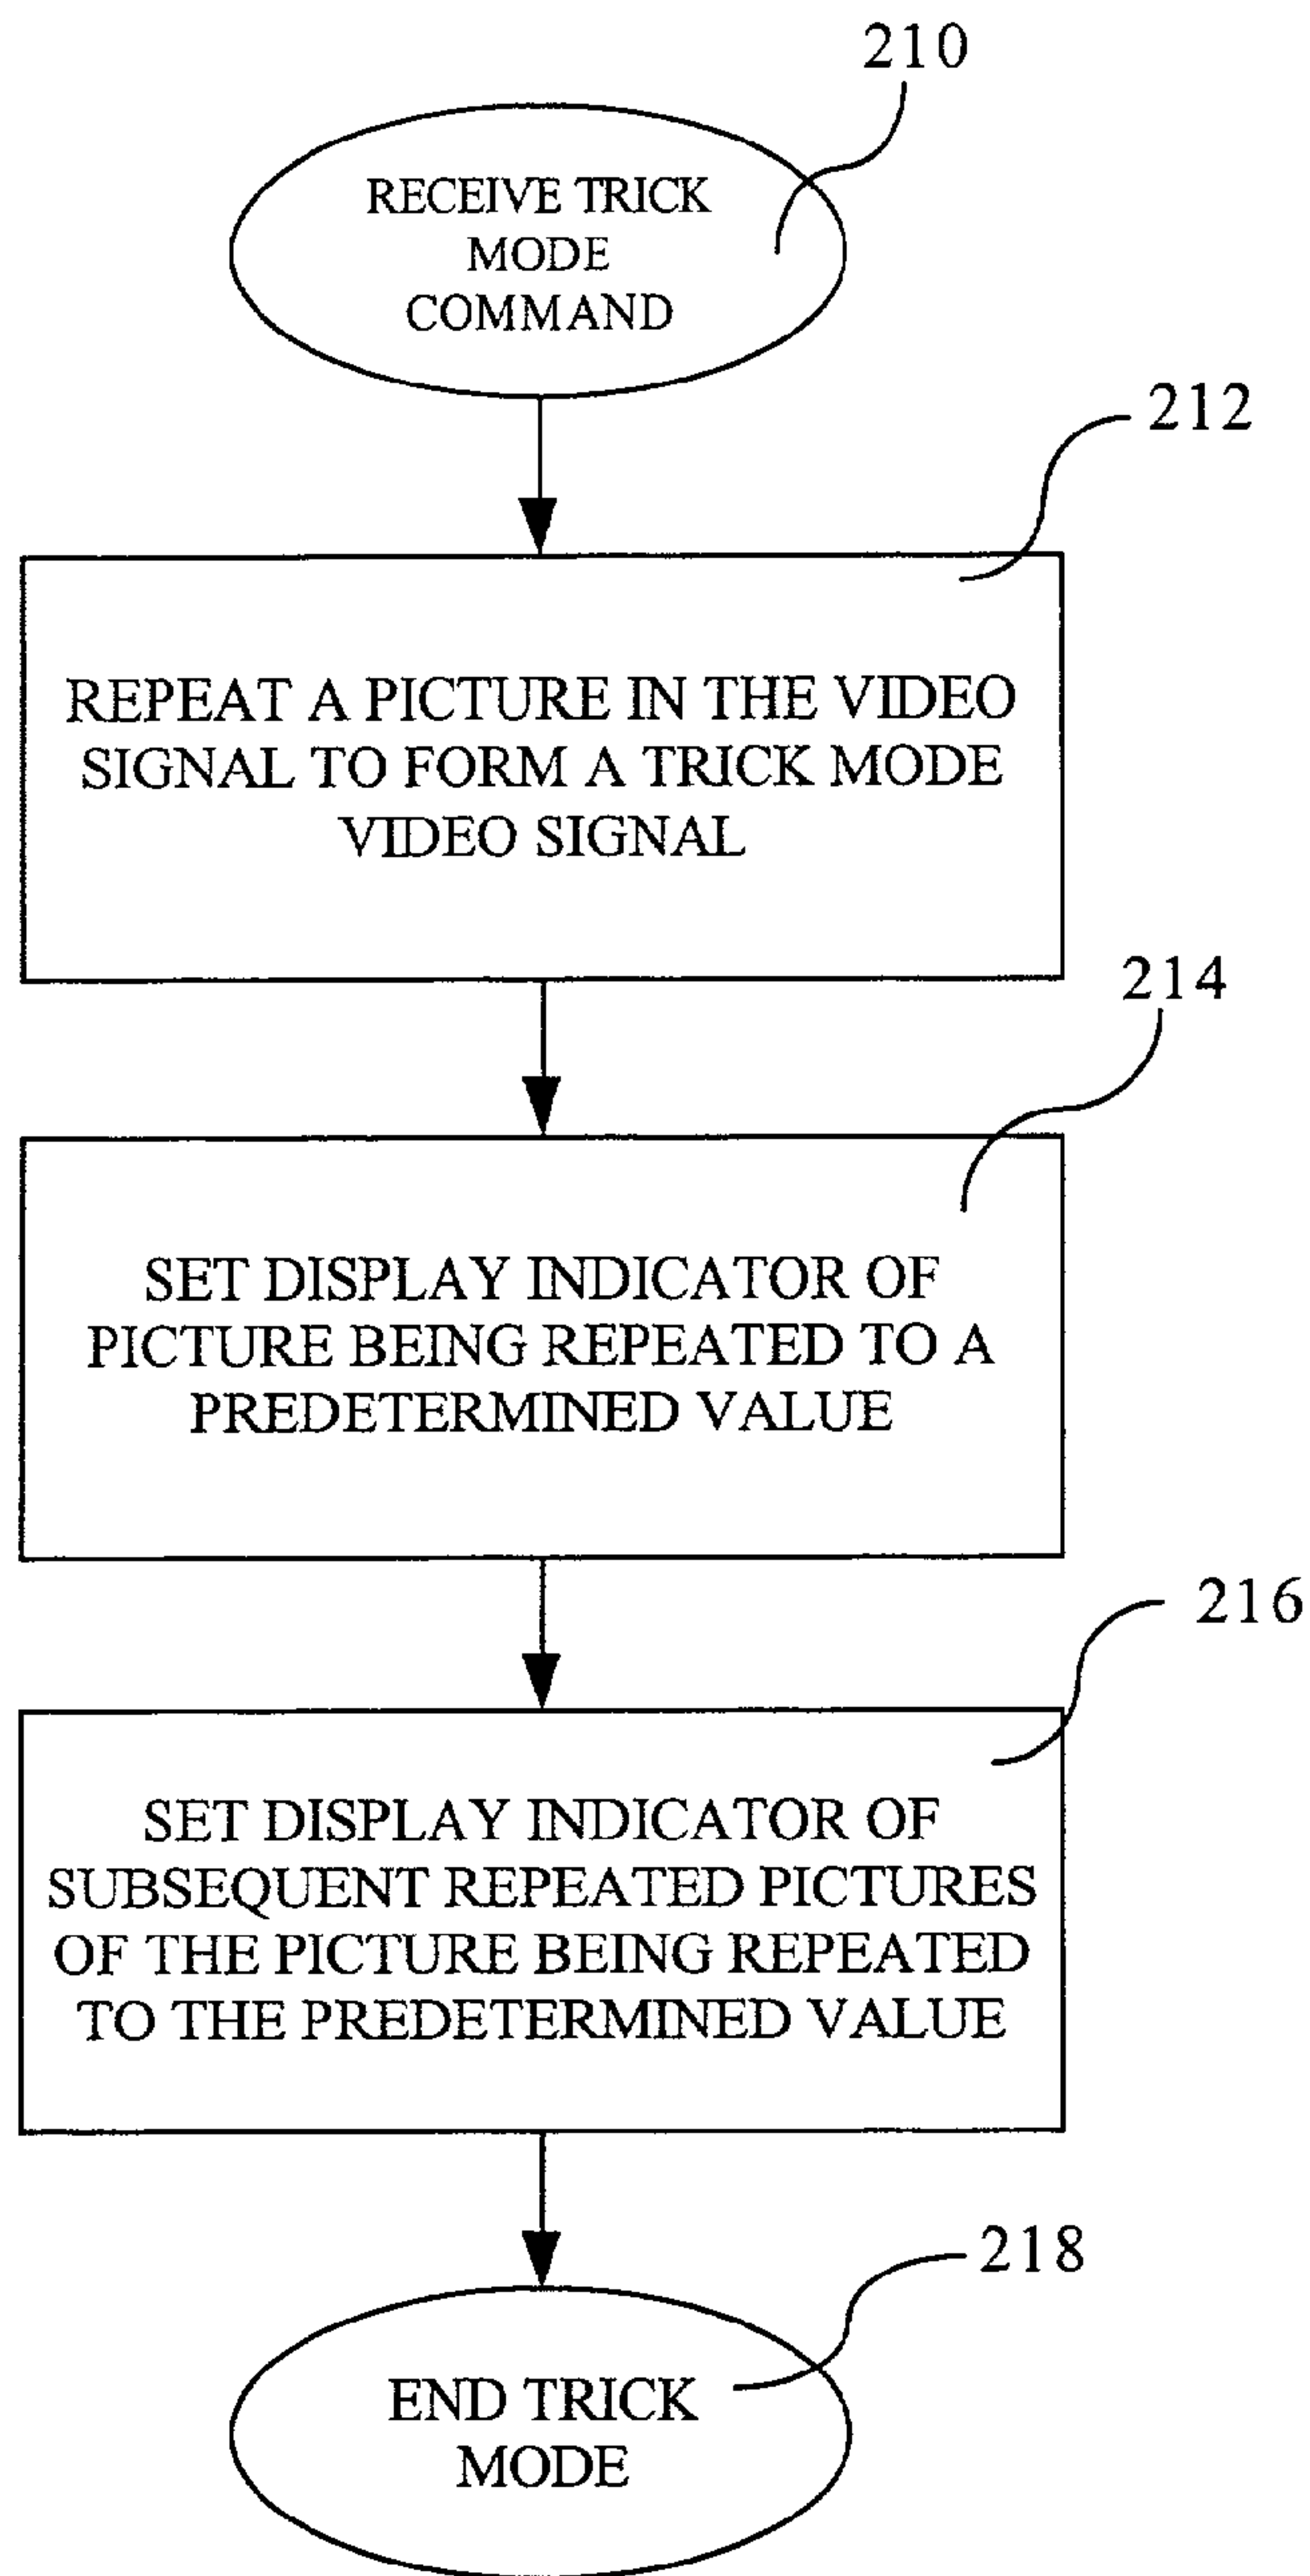 210
RECEIVE TRICK
MODE
COMMAND
212
REPEAT A PICTURE IN THE VIDEO
SIGNAL TO FORM A TRICK MODE
VIDEO SIGNAL
214
SET DISPLAY INDICATOR OF
PICTURE BEING REPEATED TO A
PREDETERMINED VALUE
216
SET DISPLAY INDICATOR OF
SUBSEQUENT REPEATED PICTURES
OF THE PICTURE BEING REPEATED
TO THE PREDETERMINED VALUE
218
END TRICK
MODE